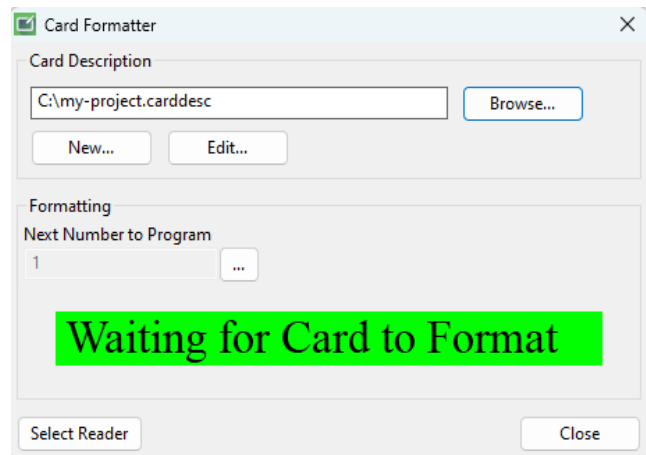 Card Formatter
Card Description
C:\my-project.carddesc
Browse...
New...
Edit...
Formatting
Next Number to Program
1
...
Waiting for Card to Format
Select Reader
Close